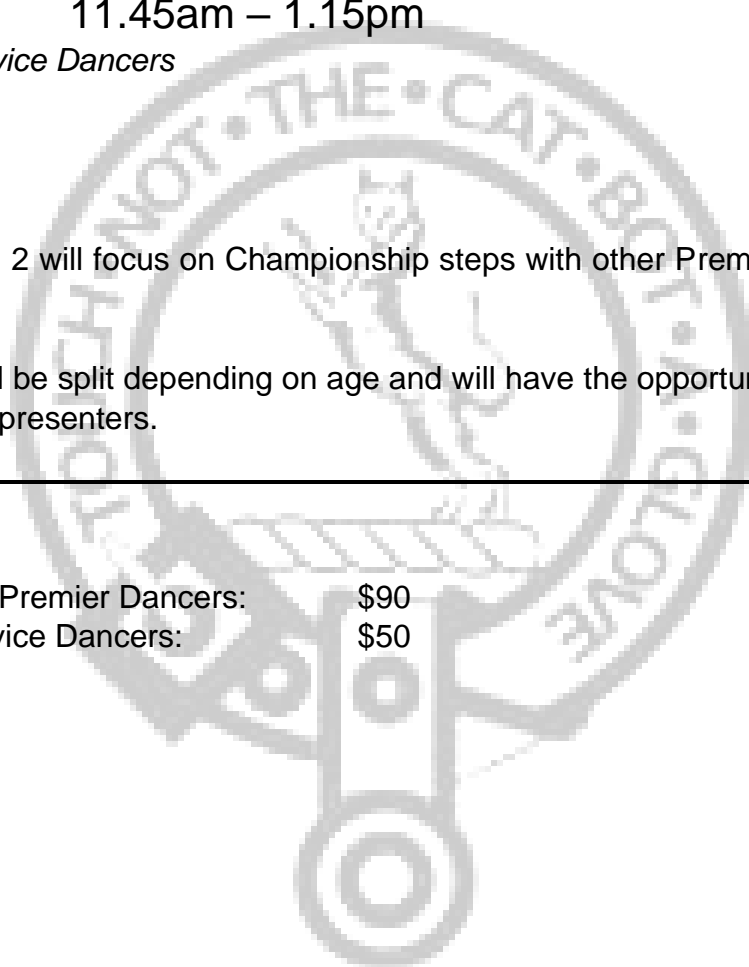 11.45am – 1.15pm
vice Dancers
2 will focus on Championship steps with other Prem
be split depending on age and will have the opportu
presenters.
Premier Dancers: $90
vice Dancers: $50
TOUCH NOT • THE • CAT • BOT • A • GLOVE